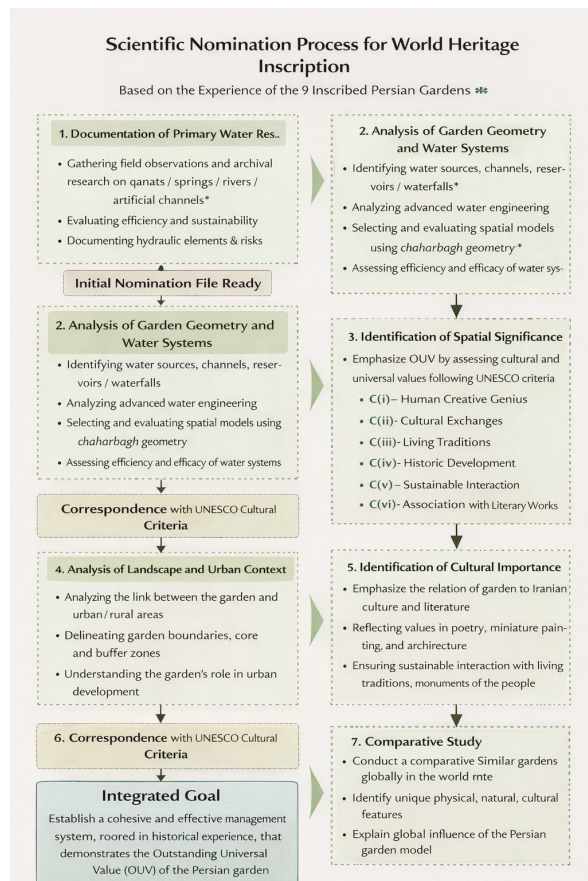 Scientific Nomination Process for World Heritage
Inscription
Based on the Experience of the 9 Inscribed Persian Gardens
1. Documentation of Primary Water Res..
• Gathering field observations and archival
research on qanats / springs / rivers /
artificial channels*
• Evaluating efficiency and sustainability
• Documenting hydraulic elements & risks
2. Analysis of Garden Geometry
and Water Systems
• Identifying water sources, channels, reser-
voirs / waterfalls*
• Analyzing advanced water engineering
• Selecting and evaluating spatial models
using chaharbagh geometry*
• Assessing efficiency and efficacy of water sys-
Initial Nomination File Ready
2. Analysis of Garden Geometry and
Water Systems
• Identifying water sources, channels, reser-
voirs / waterfalls
• Analyzing advanced water engineering
• Selecting and evaluating spatial models using
chaharbagh geometry
• Assessing efficiency and efficacy of water systems
3. Identification of Spatial Significance
• Emphasize OUV by assessing cultural and
universal values following UNESCO criteria
• C(i)– Human Creative Genius
• C(ii)- Cultural Exchanges
• C(iii)- Living Traditions
• C(iv)- Historic Development
• C(v) – Sustainable Interaction
• C(vi)- Association with Literary Works
Correspondence with UNESCO Cultural
Criteria
4. Analysis of Landscape and Urban Context
• Analyzing the link between the garden and
urban/rural areas
• Delineating garden boundaries, core
and buffer zones
• Understanding the garden's role in urban
development
5. Identification of Cultural Importance
• Emphasize the relation of garden to Iranian
culture and literature
• Reflecting values in poetry, miniature pain-
ting, and archirecture
• Ensuring sustainable interaction with living
traditions, monuments of the people
6. Correspondence with UNESCO Cultural
Criteria
7. Comparative Study
• Conduct a comparative Similar gardens
globally in the world rnte
• Identify unique physical, natural, cultural
features
• Explain global influence of the Persian
garden model
Integrated Goal
Establish a cohesive and effective management
system, roored in historical experience, that
demonstrates the Outstanding Universal
Value (OUV) of the Persian garden